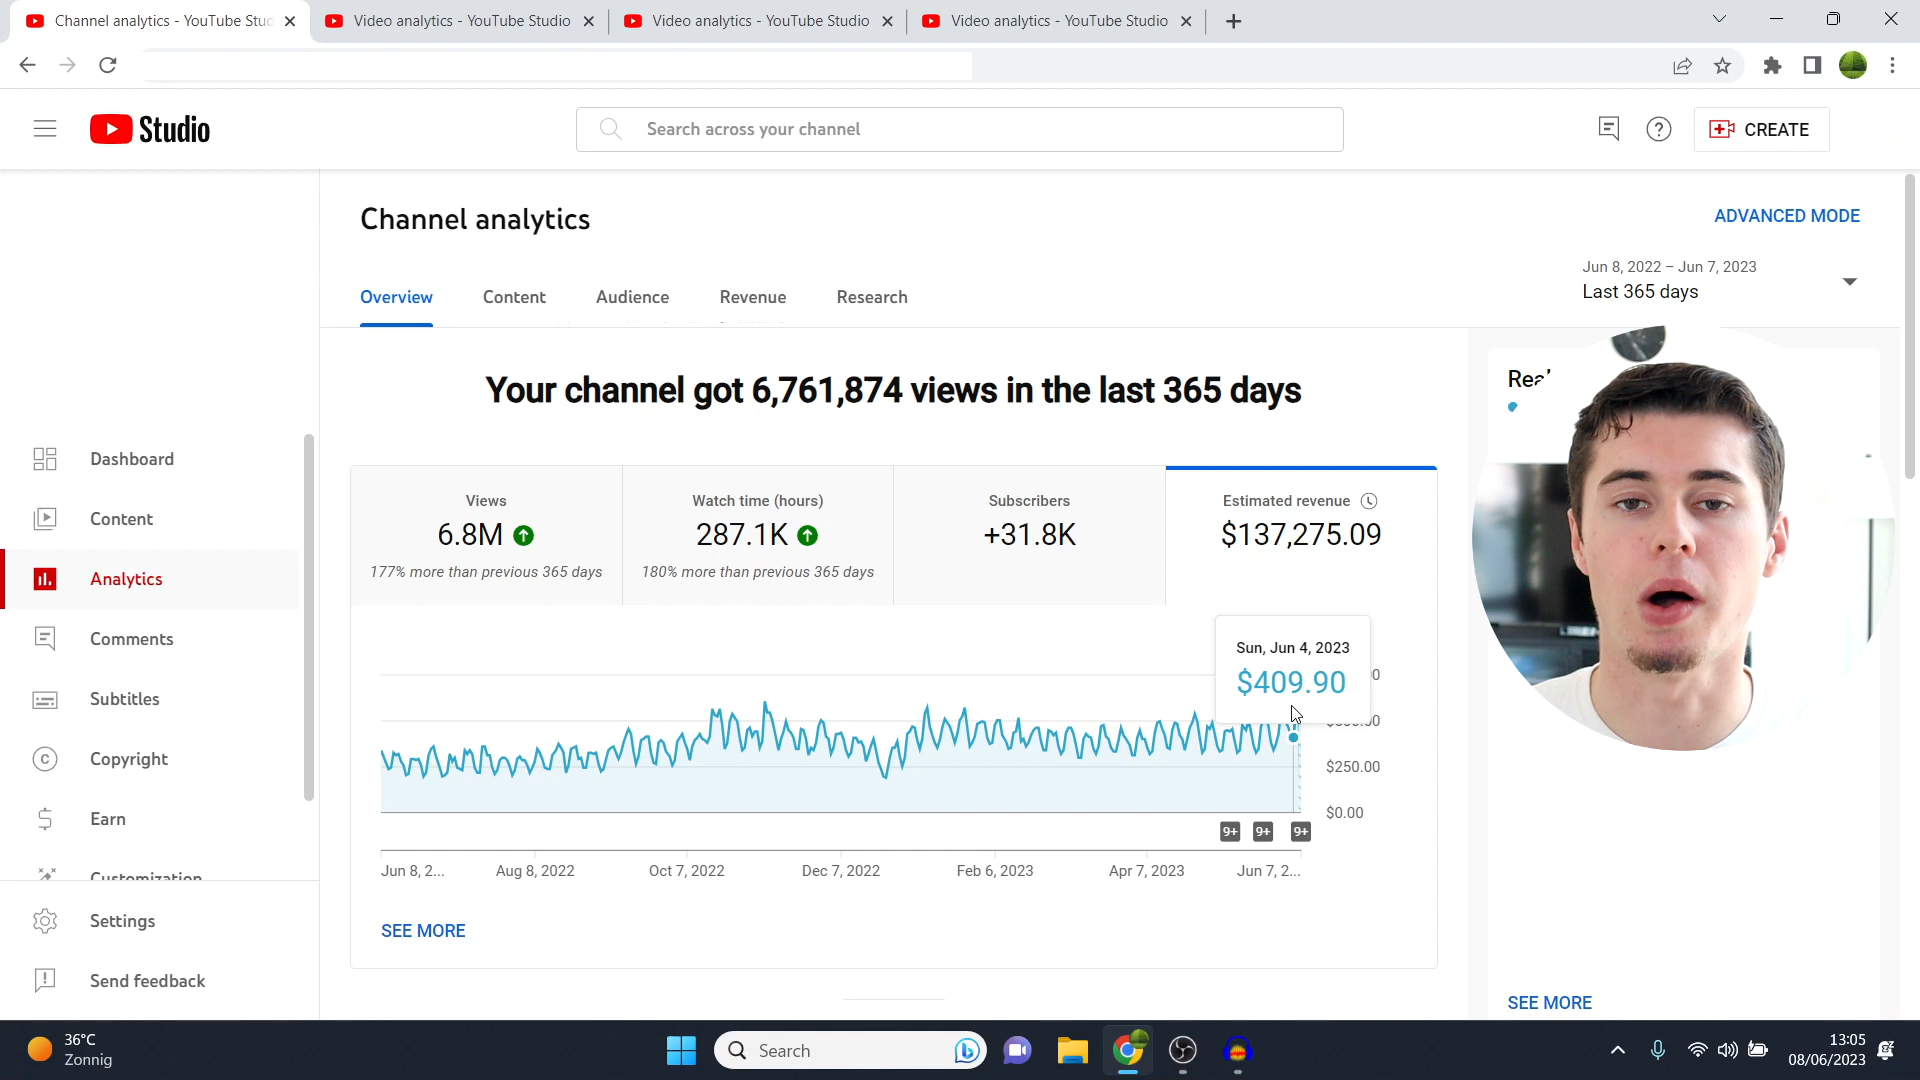 Channel analytics - YouTube Stud
Video analytics - YouTube Studio
Video analytics - YouTube Studio
Video analytics - YouTube Studio
Studio
Search across your channel
CREATE
Channel analytics
ADVANCED MODE
Jun 8, 2022 – Jun 7, 2023
Last 365 days
Overview
Content
Audience
Revenue
Research
Your channel got 6,761,874 views in the last 365 days
Views
6.8M
177% more than previous 365 days
Watch time (hours)
287.1K
180% more than previous 365 days
Subscribers
+31.8K
Estimated revenue
$137,275.09
Sun, Jun 4, 2023
$409.90
$250.00
$0.00
9+ 9+ 9+
Jun 8, 2...
Aug 8, 2022
Oct 7, 2022
Dec 7, 2022
Feb 6, 2023
Apr 7, 2023
Jun 7, 2...
SEE MORE
SEE MORE
Dashboard
Content
Analytics
Comments
Subtitles
Copyright
Earn
Customization
Settings
Send feedback
36°C
Zonnig
Search
13:05
08/06/2023